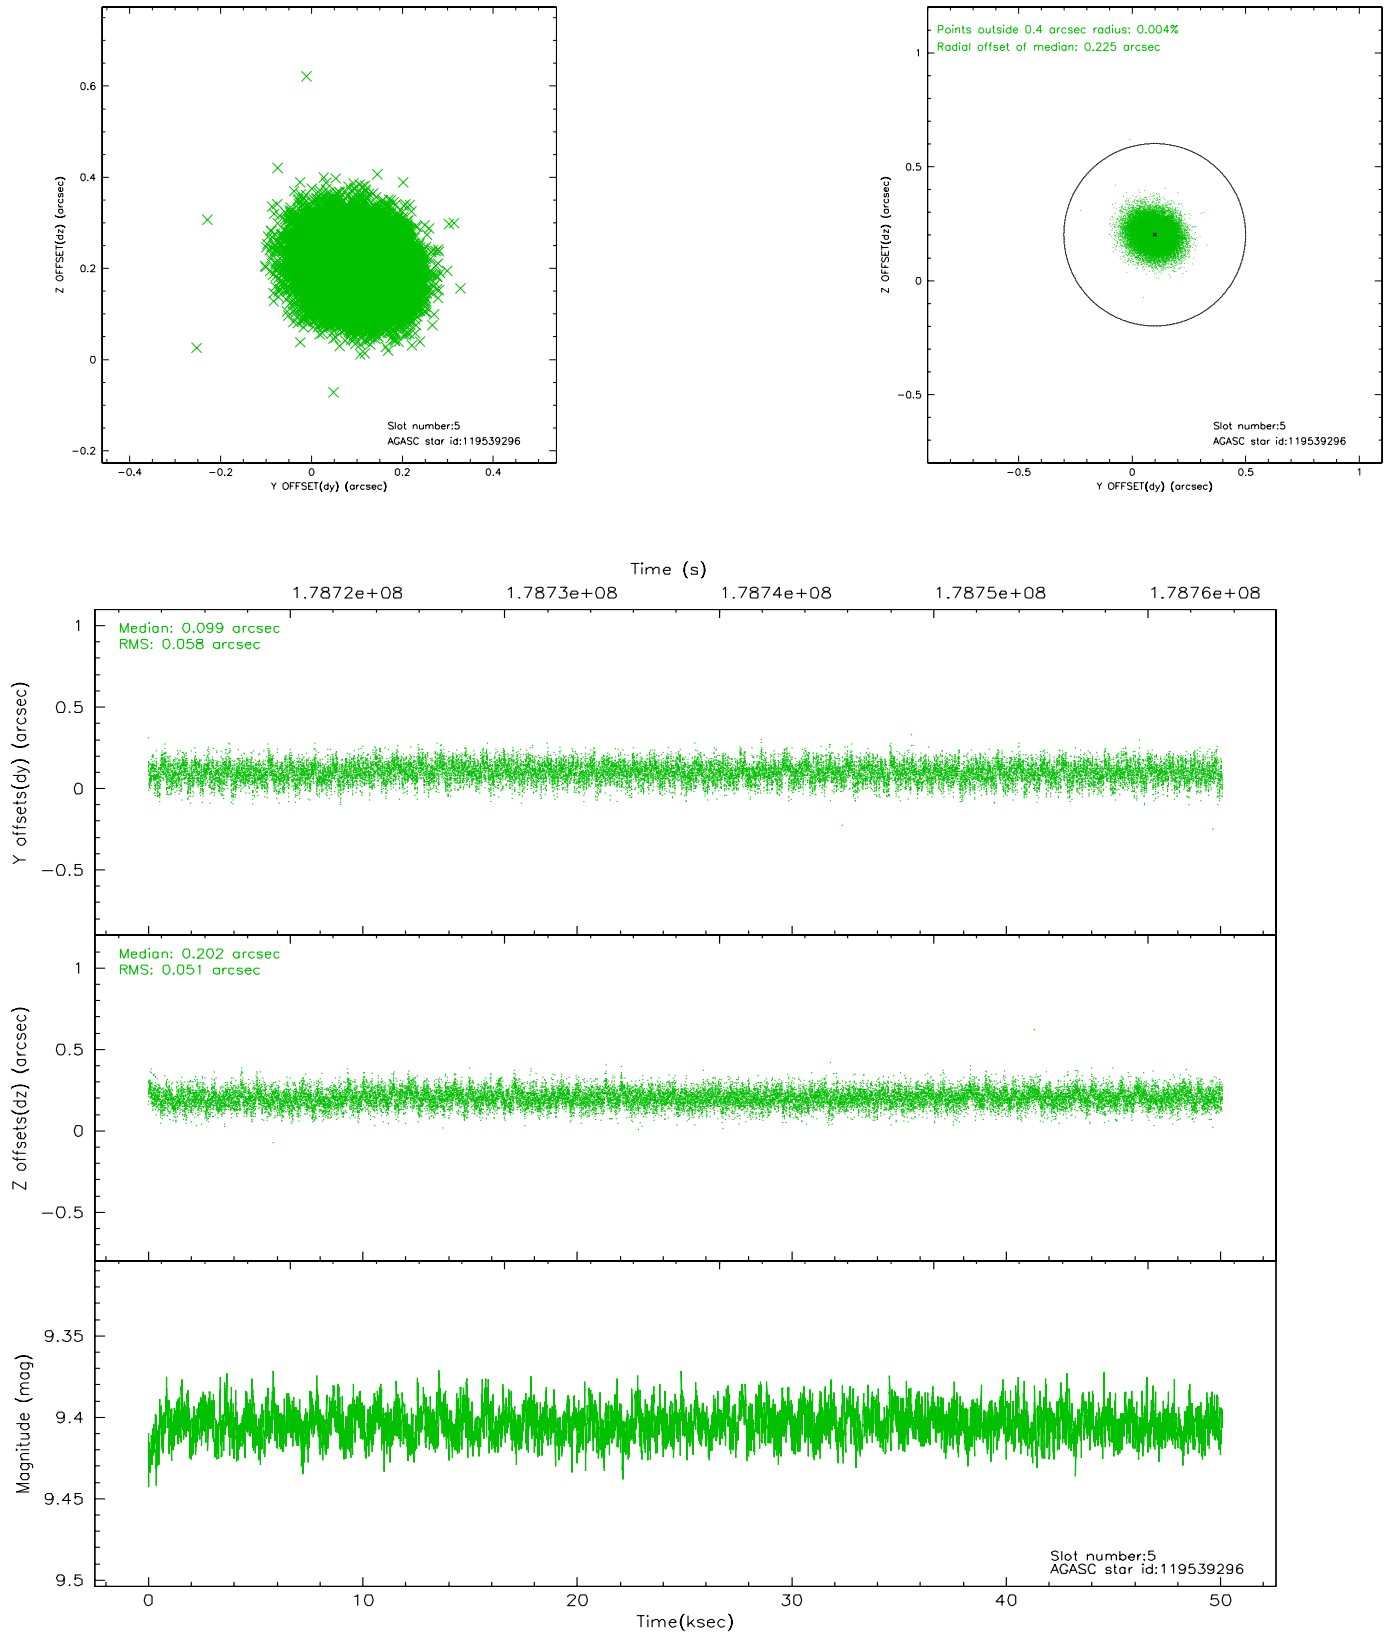 0.6
0.4
0.2
0
−0.2
−0.4
−0.2
0
0.2
0.4
Z OFFSET(dz) (arcsec)
Y OFFSET(dy) (arcsec)
Slot number:5
AGASC star id:119539296
Points outside 0.4 arcsec radius: 0.004%
Radial offset of median: 0.225 arcsec
1
0.5
0
−0.5
−0.5
0
0.5
1
Z OFFSET(dz) (arcsec)
Y OFFSET(dy) (arcsec)
Slot number:5
AGASC star id:119539296
Time (s)
1.7872e+08
1.7873e+08
1.7874e+08
1.7875e+08
1.7876e+08
Median: 0.099 arcsec
RMS: 0.058 arcsec
1
0.5
0
−0.5
Y offsets(dy) (arcsec)
Median: 0.202 arcsec
RMS: 0.051 arcsec
1
0.5
0
−0.5
Z offsets(dz) (arcsec)
9.35
9.4
9.45
9.5
Magnitude (mag)
Slot number:5
AGASC star id:119539296
0
10
20
30
40
50
Time(ksec)